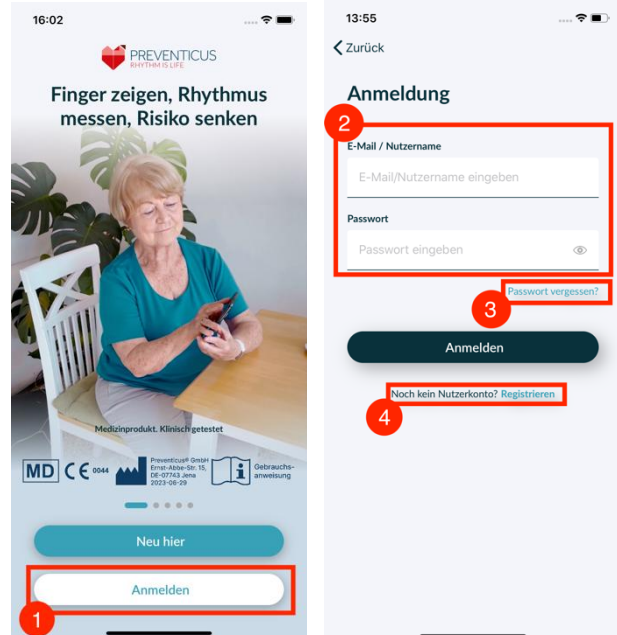 16:02
PREVENTICUS
RHYTHM IS LIFE
Finger zeigen, Rhythmus
messen, Risiko senken
Medizinprodukt. Klinisch getestet
MD CE 0044
Preventicus® GmbH
Ernst-Abbe-Str. 15,
DE-07743 Jena
2023-06-29
i
Gebrauchs-
anweisung
Neu hier
Anmelden
1
13:55
Zurück
Anmeldung
2
E-Mail / Nutzername
E-Mail/Nutzername eingeben
Passwort
Passwort eingeben
Passwort vergessen?
3
Anmelden
Noch kein Nutzerkonto? Registrieren
4